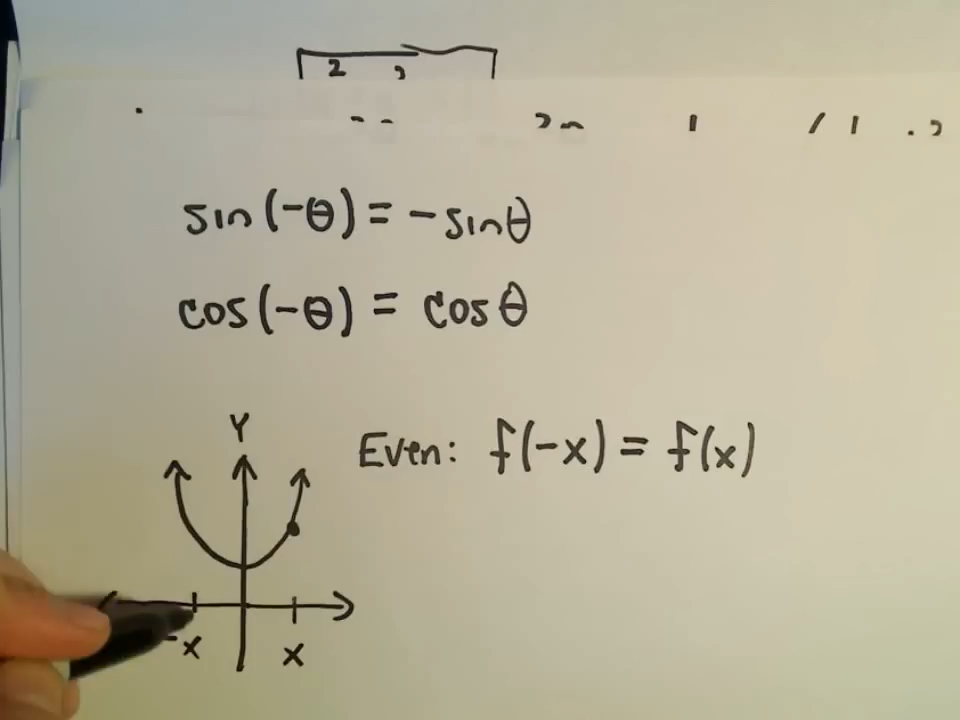 sin(-θ) = -sinθ
cos(-θ) = cosθ
Y
Even: f(-x) = f(x)
-x x